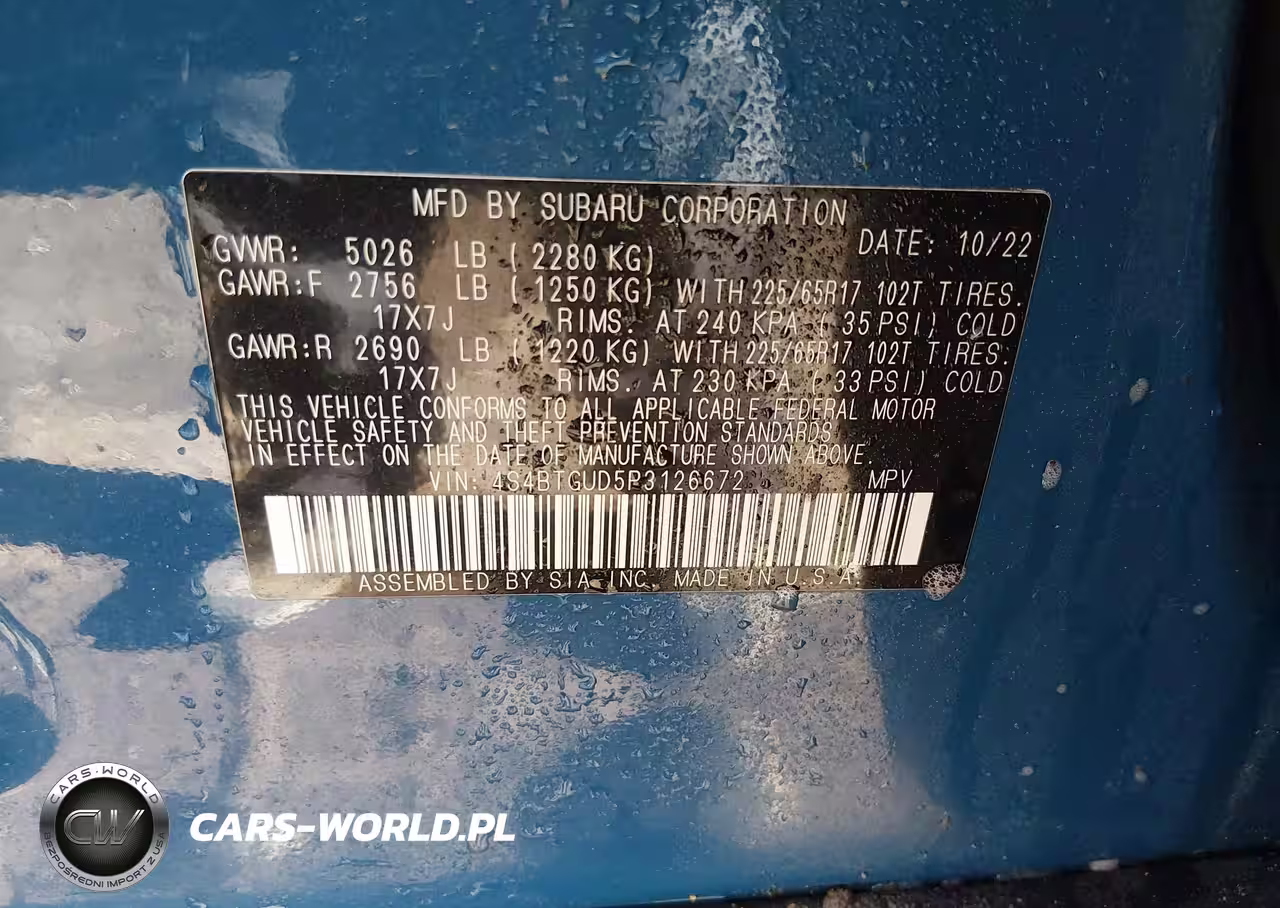 MFD BY SUBARU CORPORATION
GVWR: 5026 LB ( 2280 KG) DATE: 10/22
GAWR:F 2756 LB ( 1250 KG) WITH 225/65R17 102T TIRES.
17X7J RIMS. AT 240 KPA ( 35 PSI) COLD
GAWR:R 2690 LB ( 1220 KG) WITH 225/65R17 102T TIRES.
17X7J RIMS. AT 230 KPA ( 33 PSI) COLD
THIS VEHICLE CONFORMS TO ALL APPLICABLE FEDERAL MOTOR
VEHICLE SAFETY AND THEFT PREVENTION STANDARDS
IN EFFECT ON THE DATE OF MANUFACTURE SHOWN ABOVE.
VIN: 4S4BTGUD5P3126672 MPV
ASSEMBLED BY SIA INC. MADE IN U.S.A.
CARS-WORLD
CW
BEZPOŚREDNI IMPORT Z USA
CARS-WORLD.PL